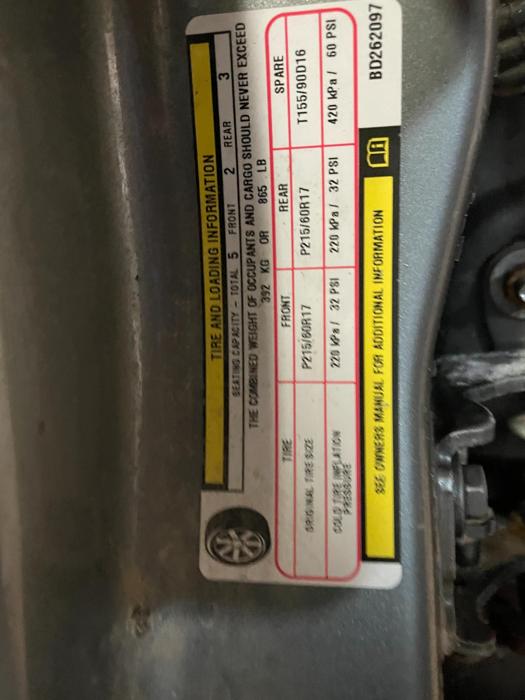 TIRE AND LOADING INFORMATION
SEATING CAPACITY - TOTAL 5 FRONT 2 REAR 3
THE COMBINED WEIGHT OF OCCUPANTS AND CARGO SHOULD NEVER EXCEED
392 KG OR 865 LB
TIRE FRONT REAR SPARE
ORIGINAL TIRE SIZE P215/60R17 P215/60R17 T155/90D16
COLD TIRE INFLATION PRESSURE 220 kPa / 32 PSI 220 kPa / 32 PSI 420 kPa / 60 PSI
SEE OWNERS MANUAL FOR ADDITIONAL INFORMATION
BD262097